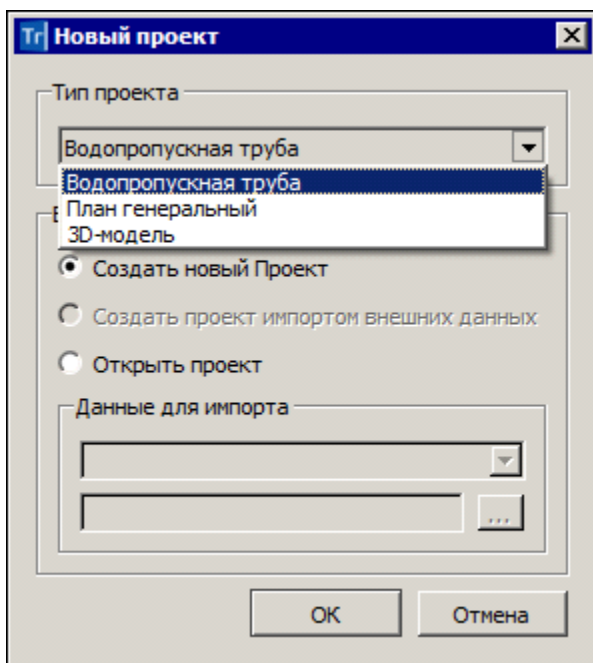 Tr Новый проект
Тип проекта
Водопропускная труба
Водопропускная труба
План генеральный
3D-модель
Создать новый Проект
Создать проект импортом внешних данных
Открыть проект
Данные для импорта
...
ОК Отмена